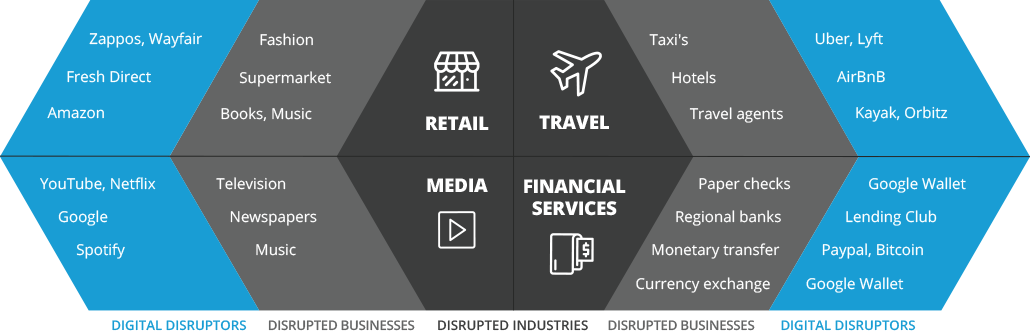 Zappos, Wayfair
Fashion
Fresh Direct
Supermarket
Amazon
Books, Music
RETAIL
TRAVEL
Taxi's
Uber, Lyft
Hotels
AirBnB
Travel agents
Kayak, Orbitz
YouTube, Netflix
Television
Google
Newspapers
Spotify
Music
MEDIA
FINANCIAL
SERVICES
$
Paper checks
Google Wallet
Regional banks
Lending Club
Monetary transfer
Paypal, Bitcoin
Currency exchange
Google Wallet
DIGITAL DISRUPTORS
DISRUPTED BUSINESSES
DISRUPTED INDUSTRIES
DISRUPTED BUSINESSES
DIGITAL DISRUPTORS